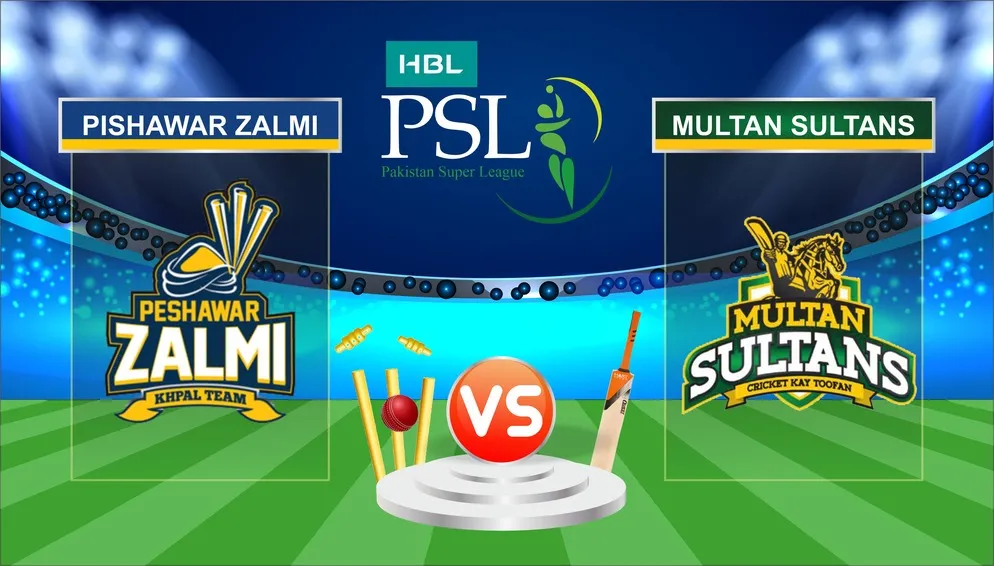 HBL
PSL
Pakistan Super League
PISHAWAR ZALMI
MULTAN SULTANS
PESHAWAR
ZALMI
KHPAL TEAM
MULTAN
SULTANS
CRICKET KAY TOOFAN
VS